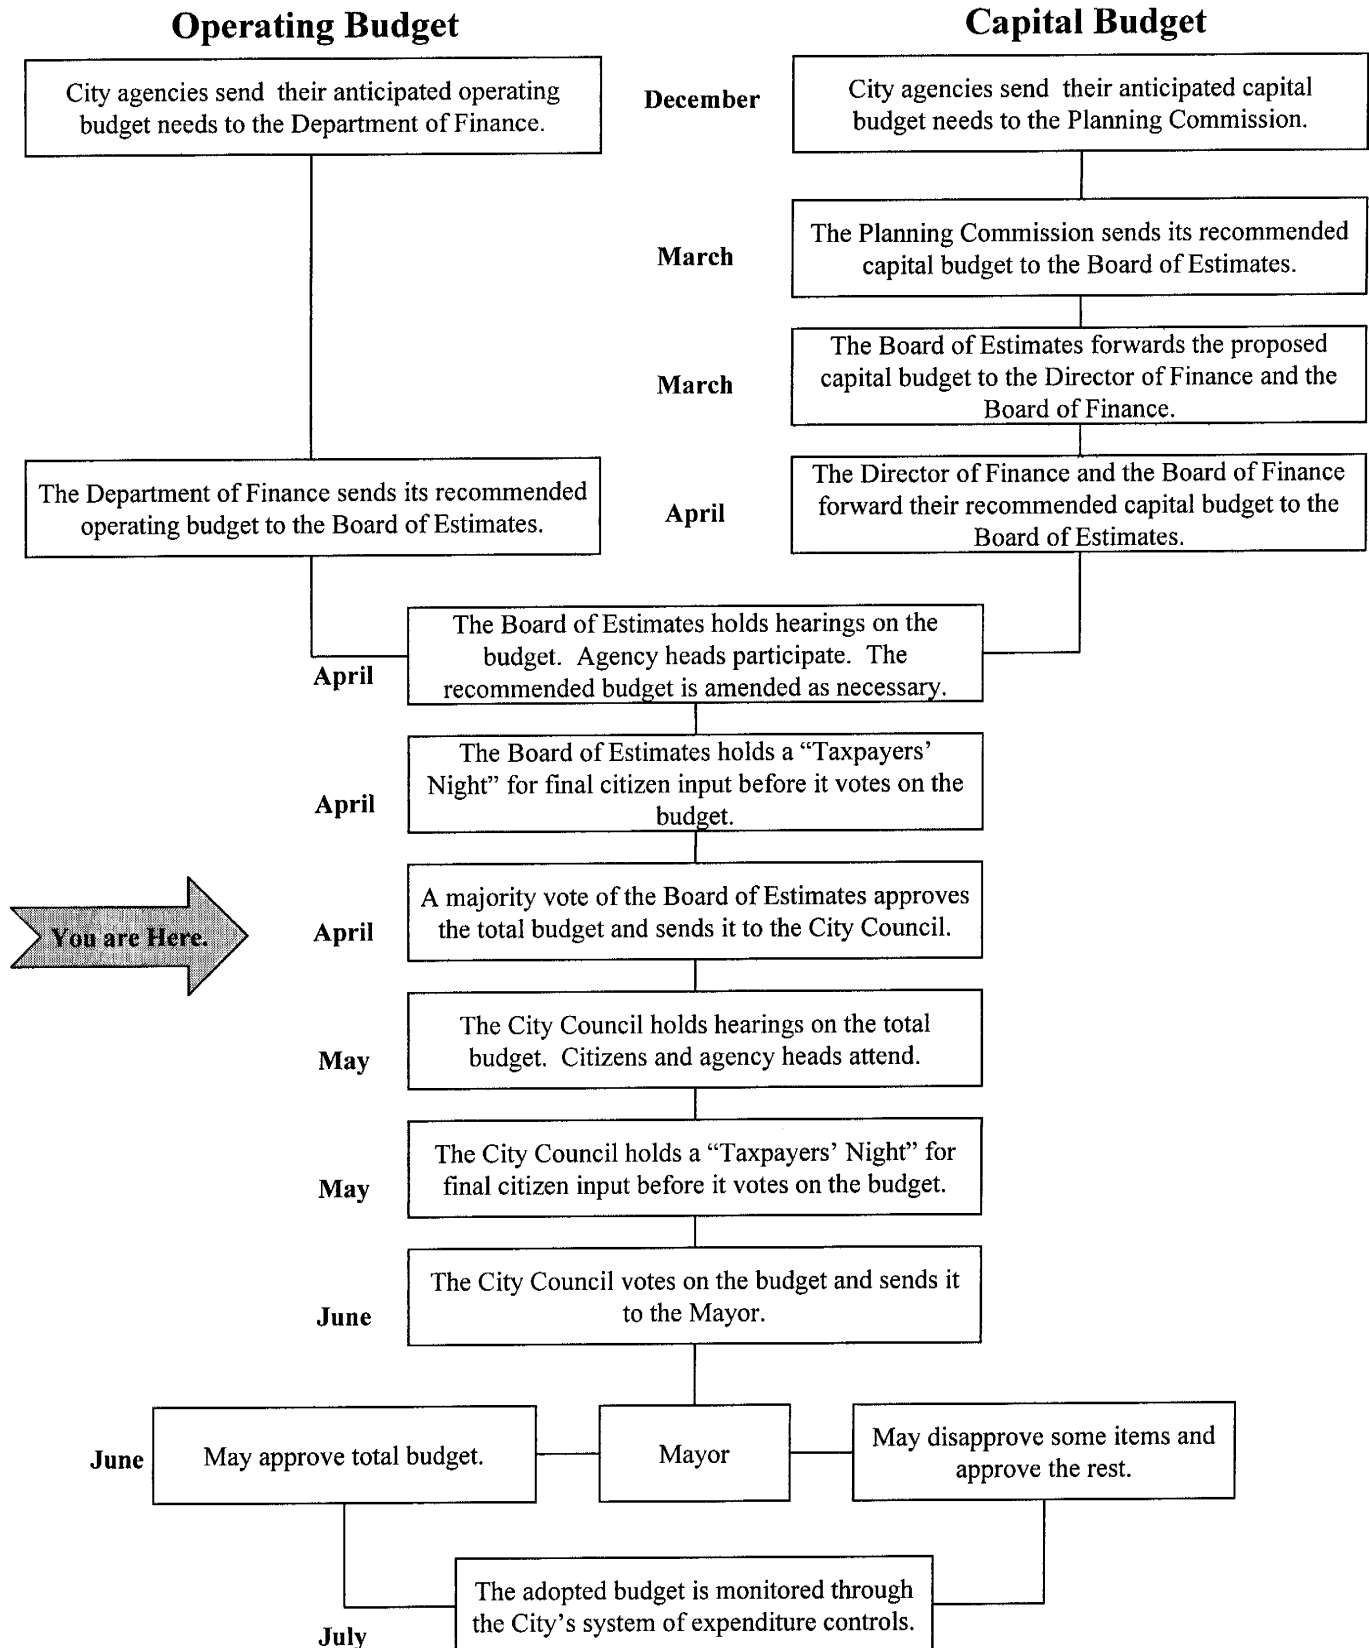 Operating Budget
Capital Budget
City agencies send their anticipated operating
budget needs to the Department of Finance.
December
City agencies send their anticipated capital
budget needs to the Planning Commission.
March
The Planning Commission sends its recommended
capital budget to the Board of Estimates.
March
The Board of Estimates forwards the proposed
capital budget to the Director of Finance and the
Board of Finance.
The Department of Finance sends its recommended
operating budget to the Board of Estimates.
April
The Director of Finance and the Board of Finance
forward their recommended capital budget to the
Board of Estimates.
April
The Board of Estimates holds hearings on the
budget. Agency heads participate. The
recommended budget is amended as necessary.
April
The Board of Estimates holds a “Taxpayers’
Night” for final citizen input before it votes on the
budget.
You are Here.
April
A majority vote of the Board of Estimates approves
the total budget and sends it to the City Council.
May
The City Council holds hearings on the total
budget. Citizens and agency heads attend.
May
The City Council holds a “Taxpayers’ Night” for
final citizen input before it votes on the budget.
June
The City Council votes on the budget and sends it
to the Mayor.
June
May approve total budget.
Mayor
May disapprove some items and
approve the rest.
July
The adopted budget is monitored through
the City’s system of expenditure controls.